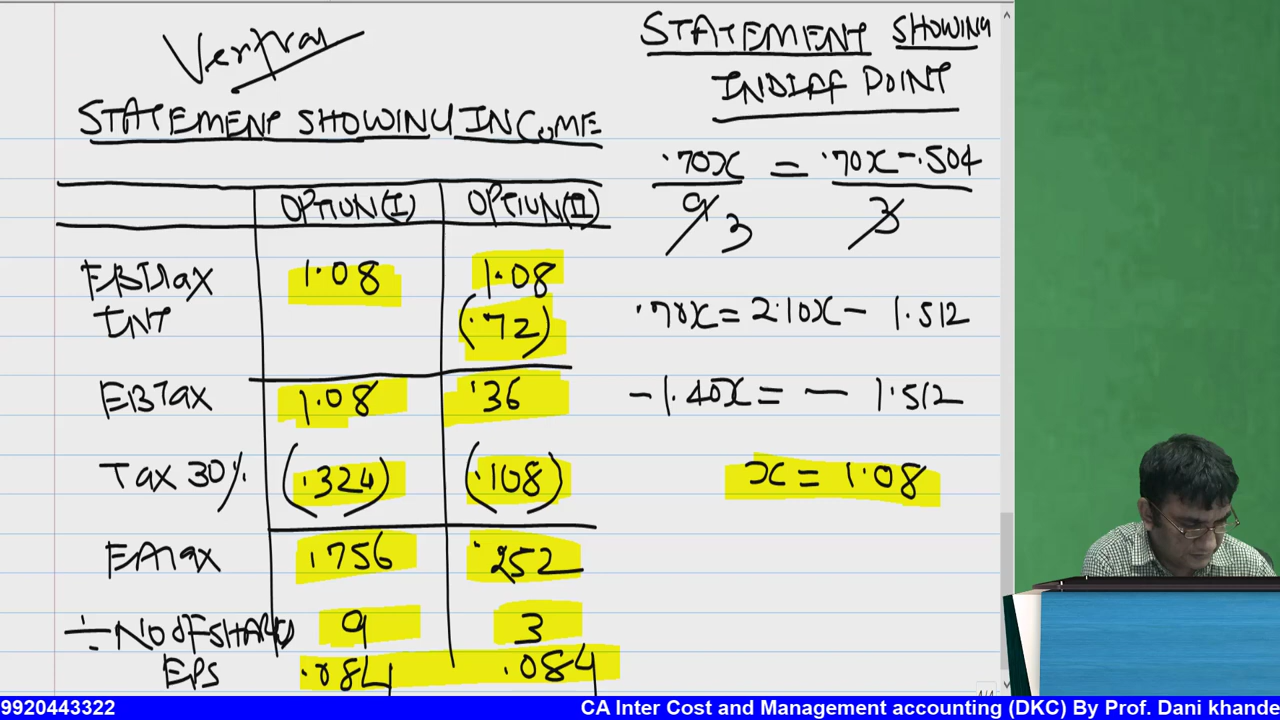 Verfran
STATEMENT SHOWING INCOME
OPTION(I) OPTION(II)
EBITax 1.08 1.08
INT (.72)
EBTax 1.08 .36
Tax 30% (.324) (.108)
EATax .756 .252
÷ NO OF SHARES 9 3
EPS .084 .084
STATEMENT SHOWING
INDIFF POINT
.70x = .70x - .504
9 3 3
.70x = 2.10x - 1.512
-1.40x = - 1.512
x = 1.08
9920443322 CA Inter Cost and Management accounting (DKC) By Prof. Dani khande